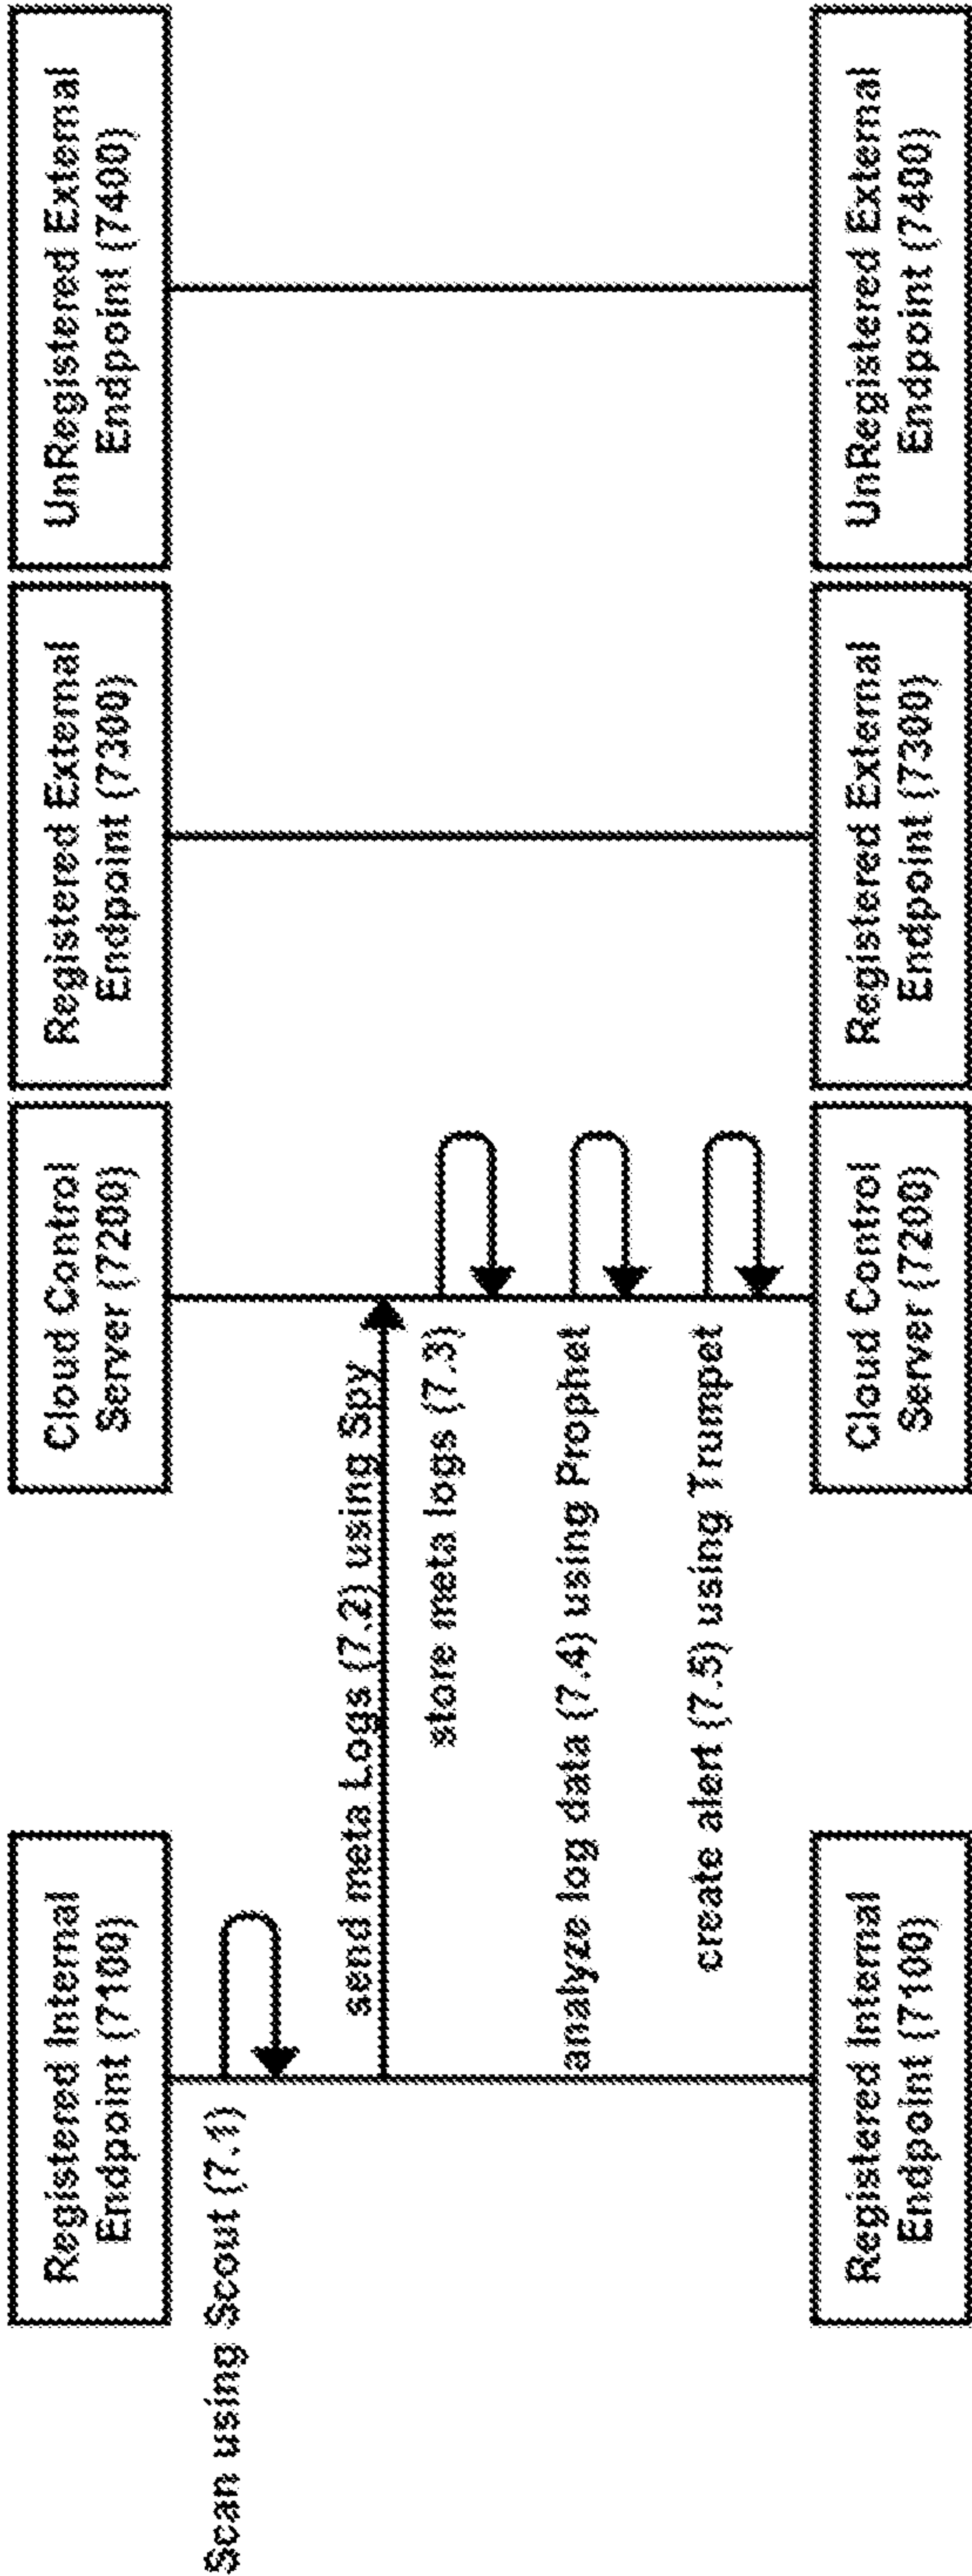 Registered Internal
Endpoint (7100)
Cloud Control
Server (7200)
Registered External
Endpoint (7300)
UnRegistered External
Endpoint (7400)
Scan using Scout (7.1)
send meta Logs (7.2) using Spy
store meta logs (7.3)
analyze log data (7.4) using Prophet
create alert (7.5) using Trumpet
Registered Internal
Endpoint (7100)
Cloud Control
Server (7200)
Registered External
Endpoint (7300)
UnRegistered External
Endpoint (7400)